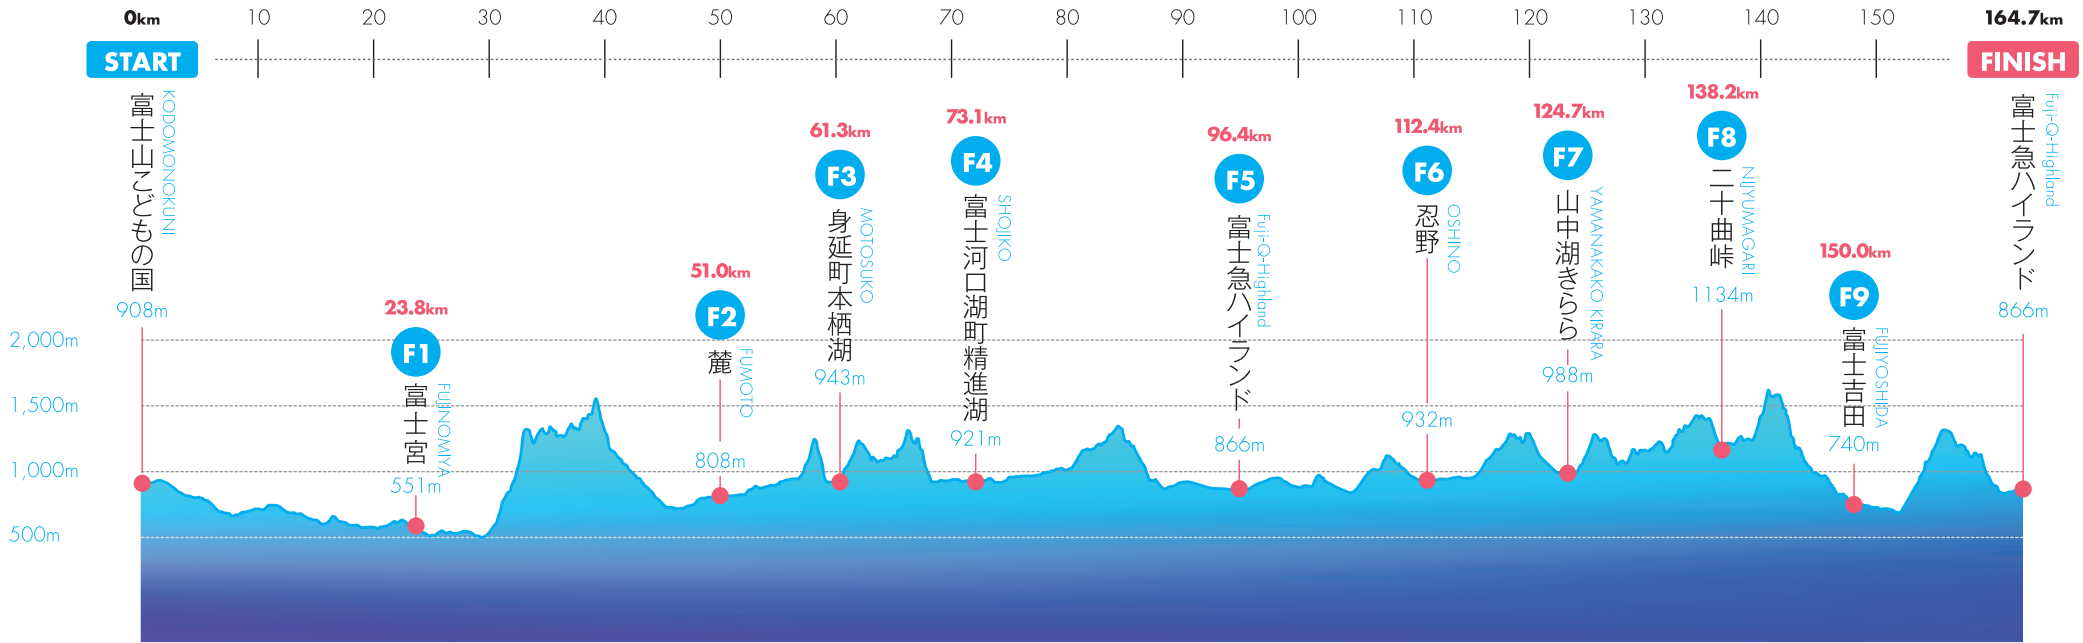 0km 10 20 30 40 50 60 70 80 90 100 110 120 130 140 150 164.7km
START
FINISH
富士山こどもの国
KODOMONOKUNI
908m
23.8km
F1
富士宮
FUJINOMIYA
551m
51.0km
F2
麓
FUMOTO
808m
61.3km
F3
身延町本栖湖
MOTOSUKO
943m
73.1km
F4
富士河口湖町精進湖
SHOJIKO
921m
96.4km
F5
富士急ハイランド
Fuji-Q-Highland
866m
112.4km
F6
忍野
OSHINO
932m
124.7km
F7
山中湖きらら
YAMANAKAKO KIRARA
988m
138.2km
F8
二十曲峠
NIJYUMAGARI
1134m
150.0km
F9
富士吉田
FUJIYOSHIDA
740m
富士急ハイランド
Fuji-Q-Highland
866m
2,000m
1,500m
1,000m
500m